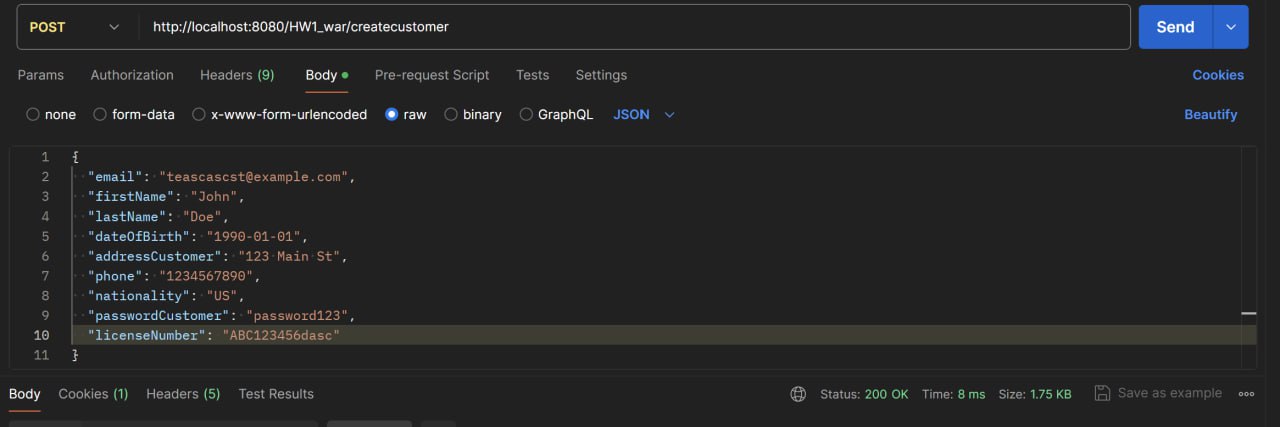 POST http://localhost:8080/HW1_war/createcustomer Send
Params Authorization Headers (9) Body Pre-request Script Tests Settings Cookies
none form-data x-www-form-urlencoded raw binary GraphQL JSON Beautify
1 {
2 "email": "teascascst@example.com",
3 "firstName": "John",
4 "lastName": "Doe",
5 "dateOfBirth": "1990-01-01",
6 "addressCustomer": "123 Main St",
7 "phone": "1234567890",
8 "nationality": "US",
9 "passwordCustomer": "password123",
10 "licenseNumber": "ABC123456dasc"
11 }
Body Cookies (1) Headers (5) Test Results Status: 200 OK Time: 8 ms Size: 1.75 KB Save as example